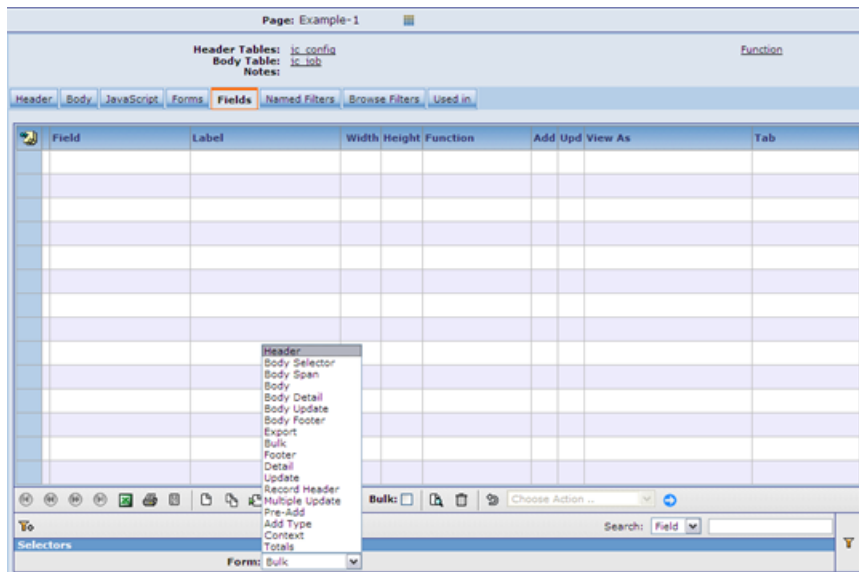 Page: Example-1
Header Tables: ic_config
Function
Body Table: ic_job
Notes:
Header Body JavaScript Forms Fields Named Filters Browse Filters Used in
Field Label Width Height Function Add Upd View As Tab
Header
Body Selector
Body Span
Body
Body Detail
Body Update
Body Footer
Export
Bulk
Footer
Detail
Update
Record Header
Multiple Update
Pre-Add
Add Type
Context
Totals
Bulk: Choose Action ..
Search: Field
Selectors
Form: Bulk